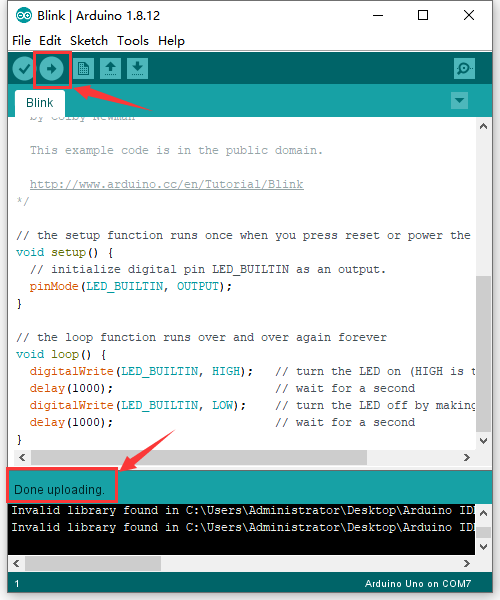 Blink | Arduino 1.8.12
File Edit Sketch Tools Help
Blink
by Colby Newman
This example code is in the public domain.
http://www.arduino.cc/en/Tutorial/Blink
*/
// the setup function runs once when you press reset or power the
void setup() {
// initialize digital pin LED_BUILTIN as an output.
pinMode(LED_BUILTIN, OUTPUT);
}
// the loop function runs over and over again forever
void loop() {
digitalWrite(LED_BUILTIN, HIGH); // turn the LED on (HIGH is t
delay(1000); // wait for a second
digitalWrite(LED_BUILTIN, LOW); // turn the LED off by making
delay(1000); // wait for a second
}
Done uploading.
Invalid library found in C:\Users\Administrator\Desktop\Arduino ID
Invalid library found in C:\Users\Administrator\Desktop\Arduino ID
1
Arduino Uno on COM7